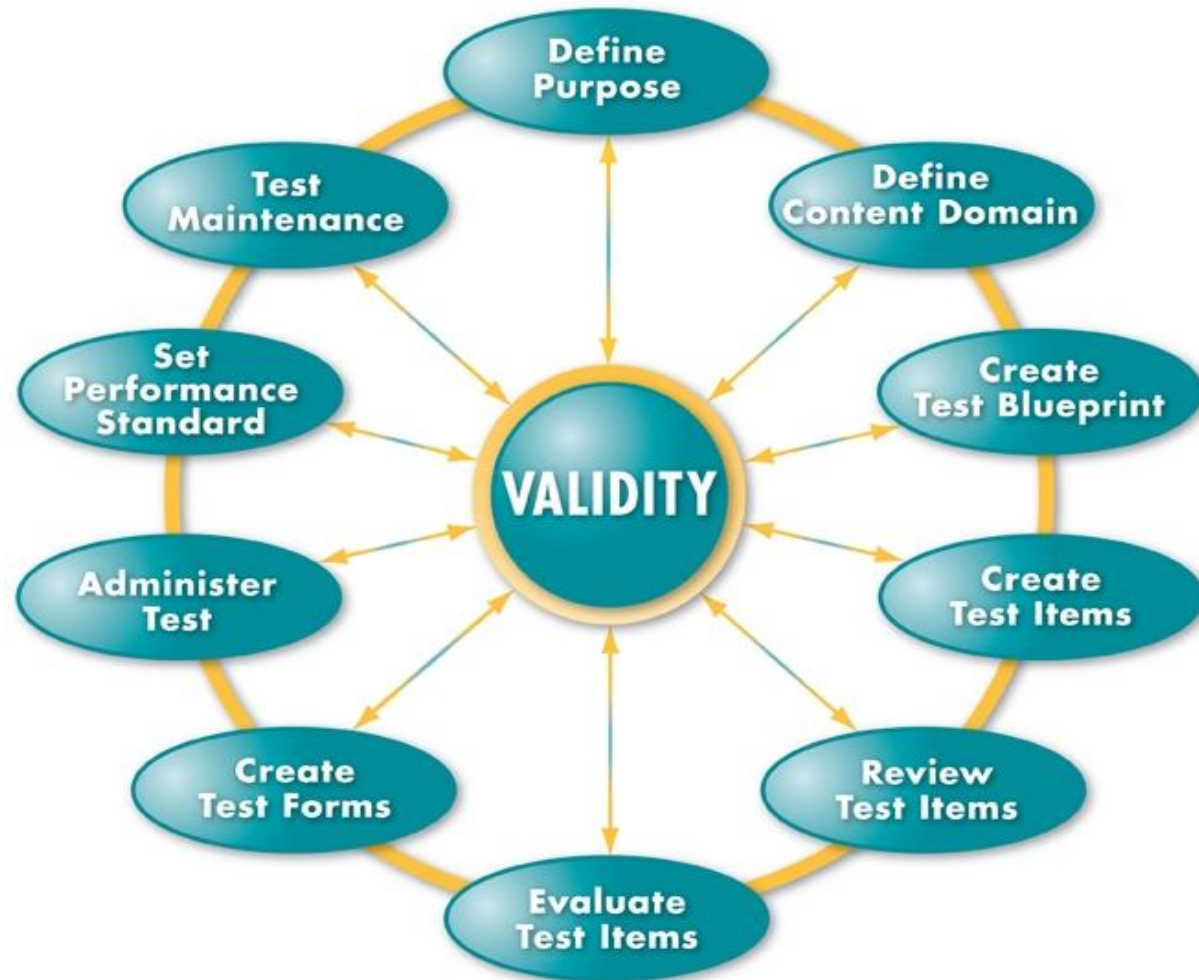 Define
Purpose
Define
Content Domain
Create
Test Blueprint
Create
Test Items
Review
Test Items
Evaluate
Test Items
Create
Test Forms
Administer
Test
Set
Performance
Standard
Test
Maintenance
VALIDITY